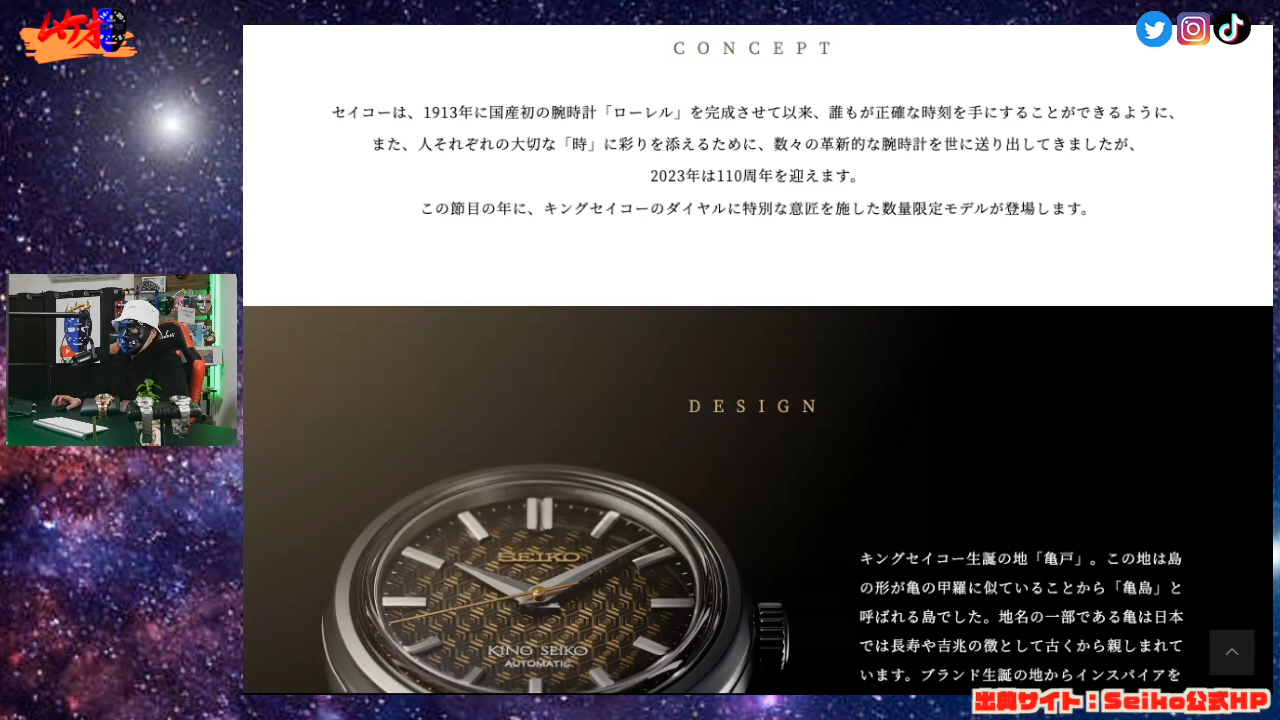 ムケオ
CONCEPT
セイコーは、1913年に国産初の腕時計「ローレル」を完成させて以来、誰もが正確な時刻を手にすることができるように、
また、人それぞれの大切な「時」に彩りを添えるために、数々の革新的な腕時計を世に送り出してきましたが、
2023年は110周年を迎えます。
この節目の年に、キングセイコーのダイヤルに特別な意匠を施した数量限定モデルが登場します。
DESIGN
SEIKO
KING SEIKO
AUTOMATIC
キングセイコー生誕の地「亀戸」。この地は島
の形が亀の甲羅に似ていることから「亀島」と
呼ばれる島でした。地名の一部である亀は日本
では長寿や吉兆の徴として古くから親しまれて
います。ブランド生誕の地からインスパイアを
出典サイト：Seiko公式HP